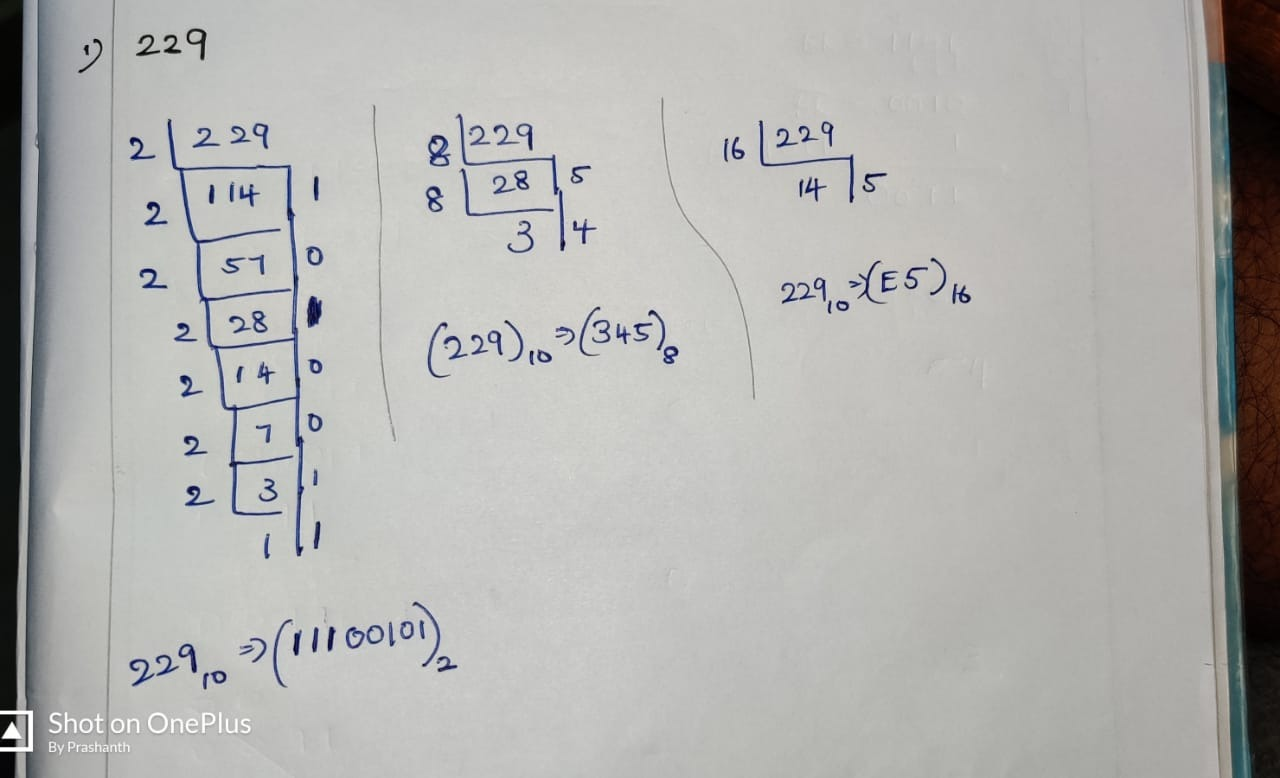 1) 229
2 229
2 114 1
2 57 0
2 28 1
2 14 0
2 7 0
2 3 1
1 1
229₁₀ ⇒ (11100101)₂
8 229
8 28 5
3 4
(229)₁₀ ⇒ (345)₈
16 229
14 5
229₁₀ ⇒ (E5)₁₆
Shot on OnePlus
By Prashanth